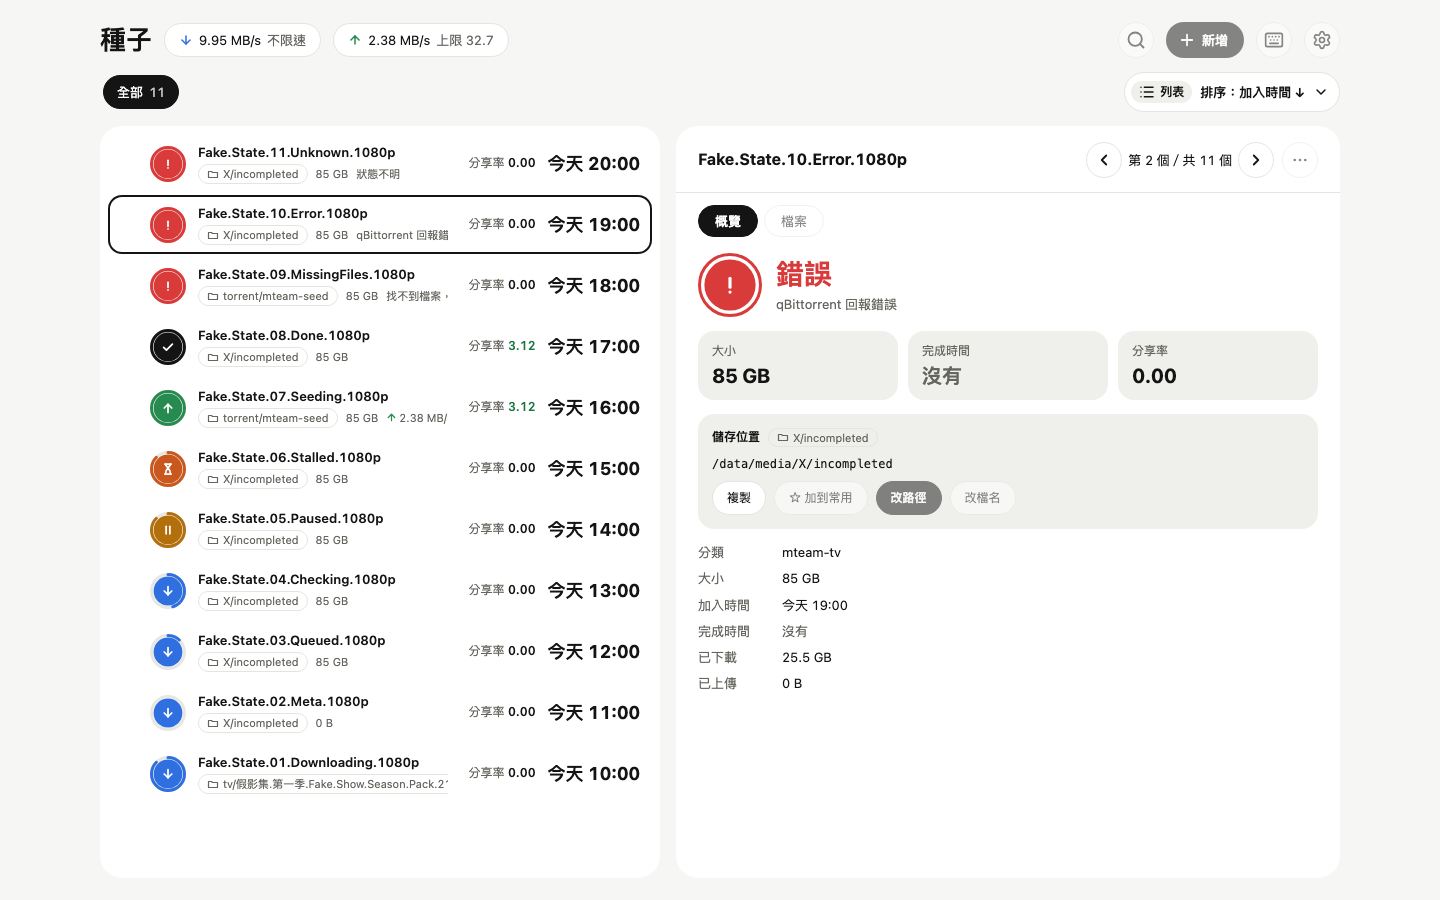 種子 9.95 MB/s 不限速 2.38 MB/s 上限 32.7 新增
全部 11 列表 排序：加入時間
Fake.State.11.Unknown.1080p
X/incompleted 85 GB 狀態不明
分享率 0.00 今天 20:00
Fake.State.10.Error.1080p
X/incompleted 85 GB qBittorrent 回報錯
分享率 0.00 今天 19:00
Fake.State.09.MissingFiles.1080p
torrent/mteam-seed 85 GB 找不到檔案，
分享率 0.00 今天 18:00
Fake.State.08.Done.1080p
X/incompleted 85 GB
分享率 3.12 今天 17:00
Fake.State.07.Seeding.1080p
torrent/mteam-seed 85 GB 2.38 MB/
分享率 3.12 今天 16:00
Fake.State.06.Stalled.1080p
X/incompleted 85 GB
分享率 0.00 今天 15:00
Fake.State.05.Paused.1080p
X/incompleted 85 GB
分享率 0.00 今天 14:00
Fake.State.04.Checking.1080p
X/incompleted 85 GB
分享率 0.00 今天 13:00
Fake.State.03.Queued.1080p
X/incompleted 85 GB
分享率 0.00 今天 12:00
Fake.State.02.Meta.1080p
X/incompleted 0 B
分享率 0.00 今天 11:00
Fake.State.01.Downloading.1080p
tv/假影集.第一季.Fake.Show.Season.Pack.
分享率 0.00 今天 10:00
Fake.State.10.Error.1080p 第 2 個 / 共 11 個
概覽 檔案
錯誤
qBittorrent 回報錯誤
大小
85 GB
完成時間
沒有
分享率
0.00
儲存位置 X/incompleted
/data/media/X/incompleted
複製 加到常用 改路徑 改檔名
分類 mteam-tv
大小 85 GB
加入時間 今天 19:00
完成時間 沒有
已下載 25.5 GB
已上傳 0 B